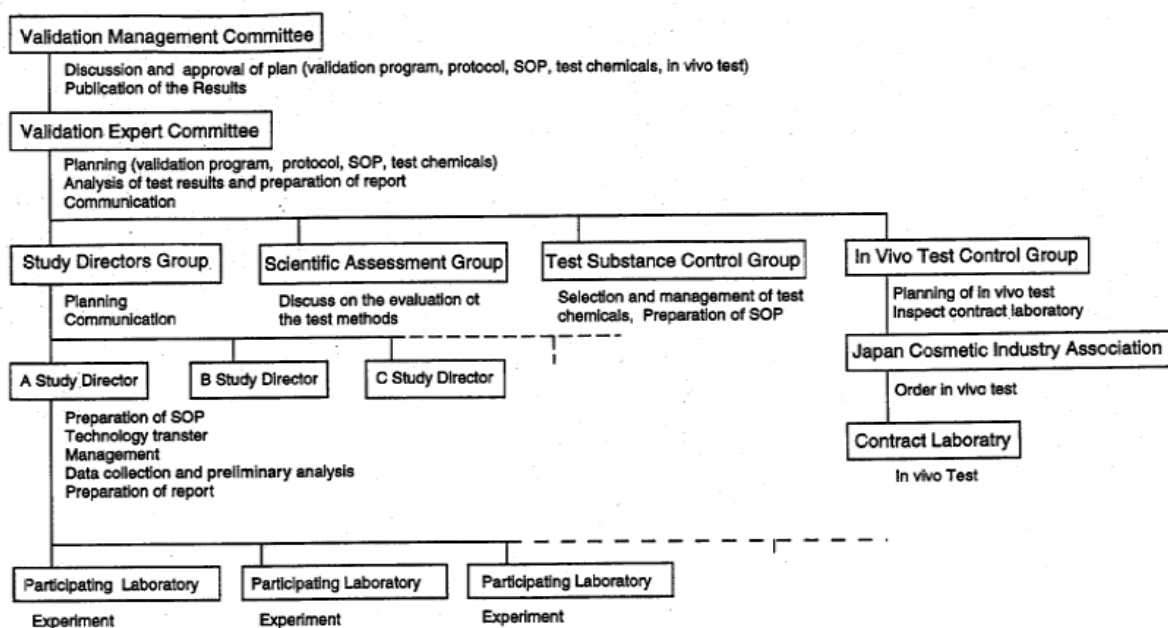 Validation Management Committee
Discussion and approval of plan (validation program, protocol, SOP, test chemicals, in vivo test)
Publication of the Results
Validation Expert Committee
Planning (validation program, protocol, SOP, test chemicals)
Analysis of test results and preparation of report
Communication
Study Directors Group
Scientific Assessment Group
Test Substance Control Group
In Vivo Test Control Group
Planning
Communication
Discuss on the evaluation of
the test methods
Selection and management of test
chemicals, Preparation of SOP
Planning of in vivo test
Inspect contract laboratory
Japan Cosmetic Industry Association
A Study Director
B Study Director
C Study Director
Order in vivo test
Preparation of SOP
Technology transter
Management
Data collection and preliminary analysis
Preparation of report
Contract Laboratry
In vivo Test
Participating Laboratory
Participating Laboratory
Participating Laboratory
Experiment
Experiment
Experiment